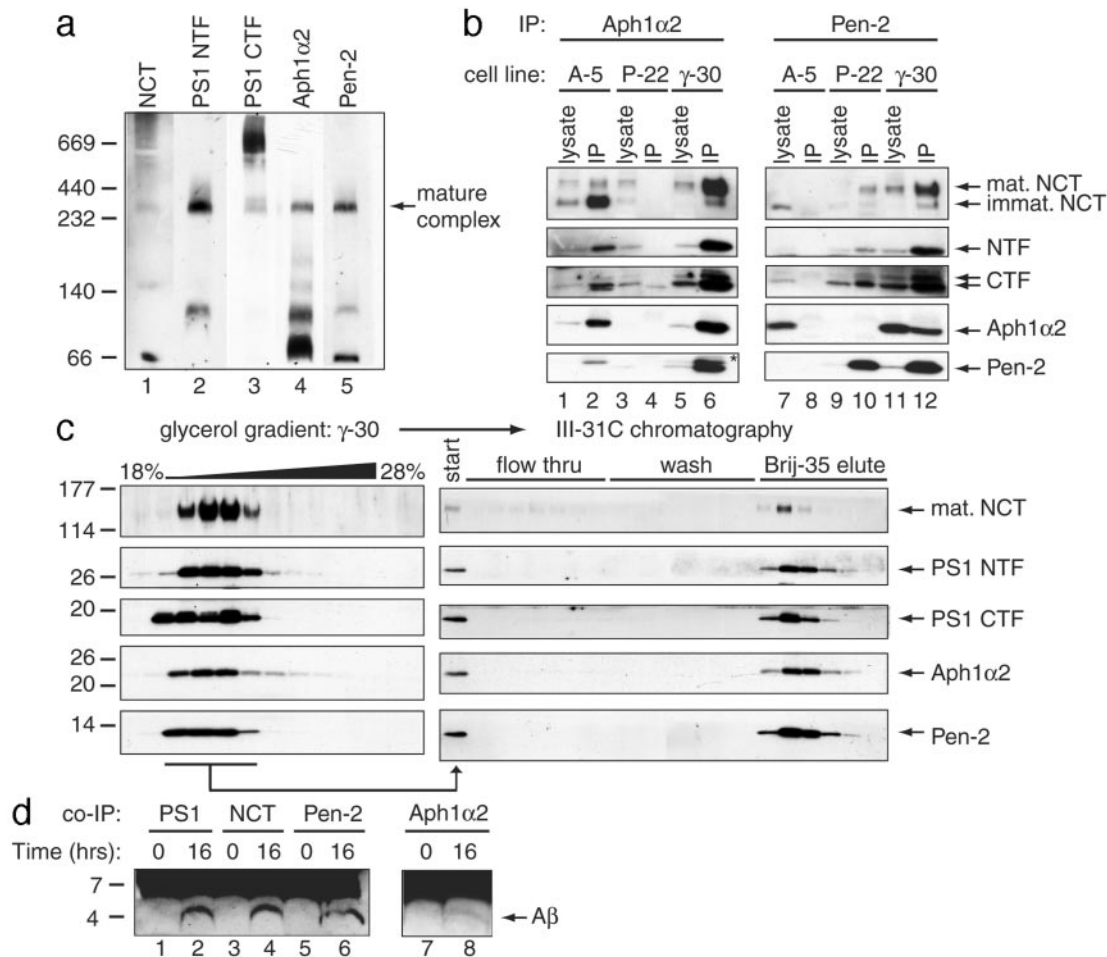 a
NCT
PS1 NTF
PS1 CTF
Aph1α2
Pen-2
669
440
232
140
66
mature
complex
1 2 3 4 5
b
IP: Aph1α2 Pen-2
cell line: A-5 P-22 γ-30 A-5 P-22 γ-30
lysate IP lysate IP lysate IP lysate IP lysate IP lysate IP
mat. NCT
immat. NCT
NTF
CTF
Aph1α2
*
Pen-2
1 2 3 4 5 6 7 8 9 10 11 12
c
glycerol gradient: γ-30 III-31C chromatography
18% 28% start flow thru wash Brij-35 elute
177
114
mat. NCT
26
PS1 NTF
20
PS1 CTF
26
20
Aph1α2
14
Pen-2
d
co-IP: PS1 NCT Pen-2 Aph1α2
Time (hrs): 0 16 0 16 0 16 0 16
7
4
Aβ
1 2 3 4 5 6 7 8